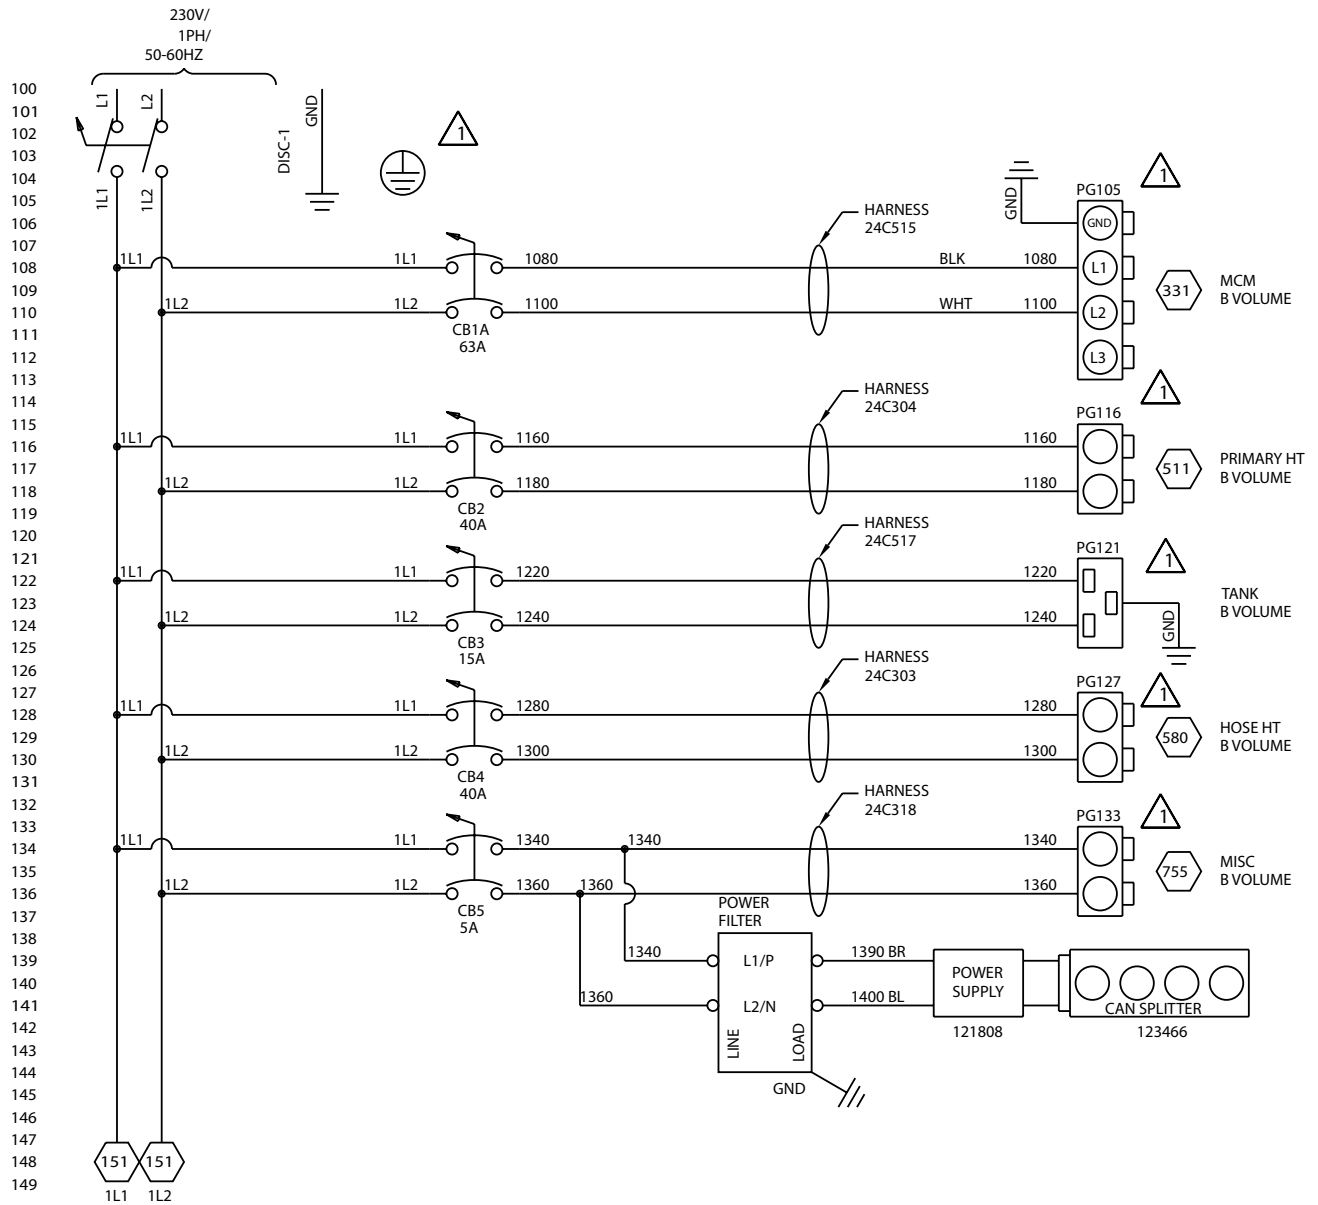 230V/
1PH/
50-60HZ
100
101
102
103
104
105
106
107
108
109
110
111
112
113
114
115
116
117
118
119
120
121
122
123
124
125
126
127
128
129
130
131
132
133
134
135
136
137
138
139
140
141
142
143
144
145
146
147
148
149
L1
L2
1L1
1L2
DISC-1
GND
1
HARNESS
24C515
GND
PG105
1
GND
1L1
1L1
1080
BLK
1080
L1
331
MCM
B VOLUME
1L2
1L2
1100
WHT
1100
L2
CB1A
63A
L3
HARNESS
24C304
PG116
1
1L1
1L1
1160
1160
511
PRIMARY HT
B VOLUME
1L2
1L2
1180
1180
CB2
40A
HARNESS
24C517
PG121
1
1L1
1L1
1220
1220
TANK
B VOLUME
1L2
1L2
1240
1240
GND
CB3
15A
HARNESS
24C303
PG127
1
1L1
1L1
1280
1280
580
HOSE HT
B VOLUME
1L2
1L2
1300
1300
CB4
40A
HARNESS
24C318
PG133
1
1L1
1L1
1340
1340
1340
755
MISC
B VOLUME
1L2
1L2
1360
1360
1360
CB5
5A
POWER
FILTER
1340
L1/P
1390 BR
1360
L2/N
1400 BL
LINE
LOAD
GND
POWER
SUPPLY
121808
CAN SPLITTER
123466
151
151
1L1
1L2